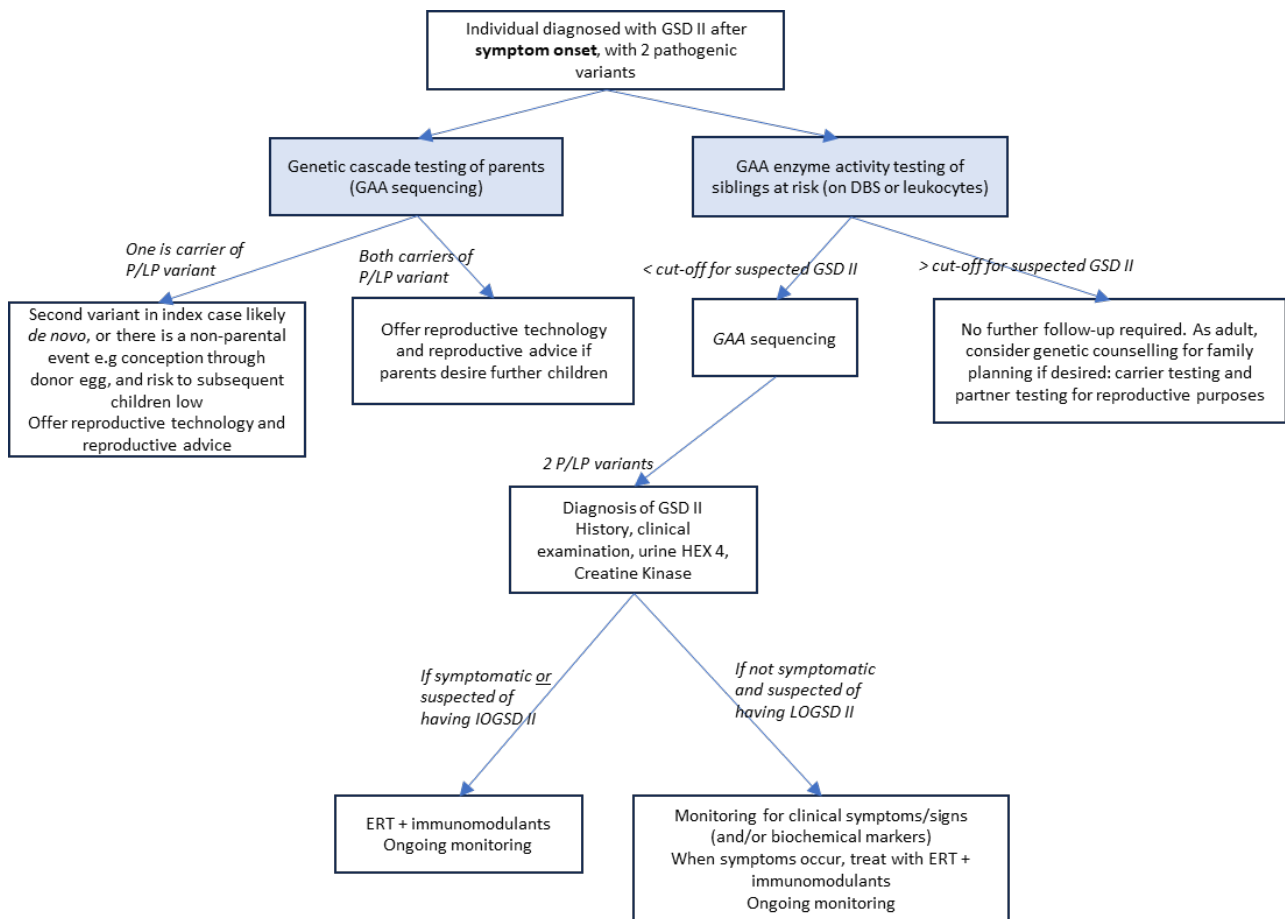 Individual diagnosed with GSD II after
symptom onset, with 2 pathogenic
variants
Genetic cascade testing of parents
(GAA sequencing)
GAA enzyme activity testing of
siblings at risk (on DBS or leukocytes)
One is carrier of
P/LP variant
Both carriers of
P/LP variant
< cut-off for suspected GSD II
> cut-off for suspected GSD II
Second variant in index case likely
de novo, or there is a non-parental
event e.g conception through
donor egg, and risk to subsequent
children low
Offer reproductive technology and
reproductive advice
Offer reproductive technology
and reproductive advice if
parents desire further children
GAA sequencing
No further follow-up required. As adult,
consider genetic counselling for family
planning if desired: carrier testing and
partner testing for reproductive purposes
2 P/LP variants
Diagnosis of GSD II
History, clinical
examination, urine HEX 4,
Creatine Kinase
If symptomatic or
suspected of
having IOGSD II
If not symptomatic
and suspected of
having LOGSD II
ERT + immunomodulants
Ongoing monitoring
Monitoring for clinical symptoms/signs
(and/or biochemical markers)
When symptoms occur, treat with ERT +
immunomodulants
Ongoing monitoring